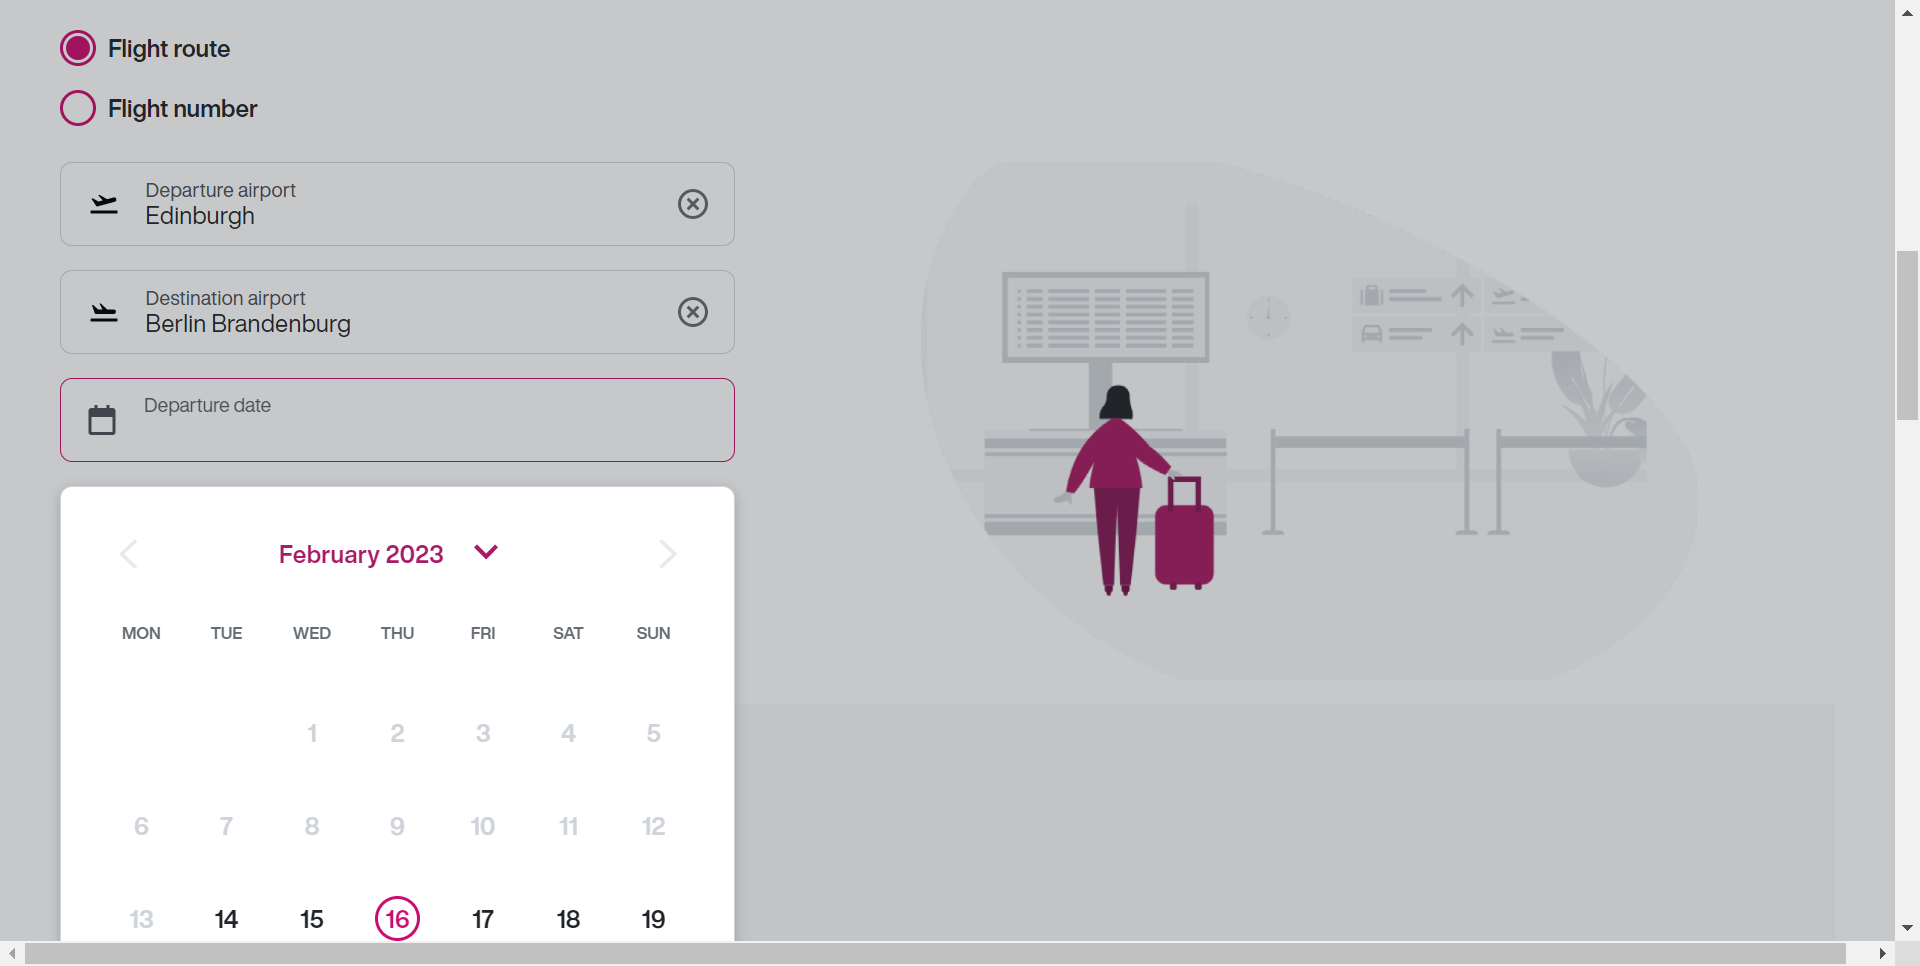 Flight route
Flight number
Departure airport
Edinburgh
Destination airport
Berlin Brandenburg
Departure date
February 2023
MON TUE WED THU FRI SAT SUN
1 2 3 4 5
6 7 8 9 10 11 12
13 14 15 16 17 18 19